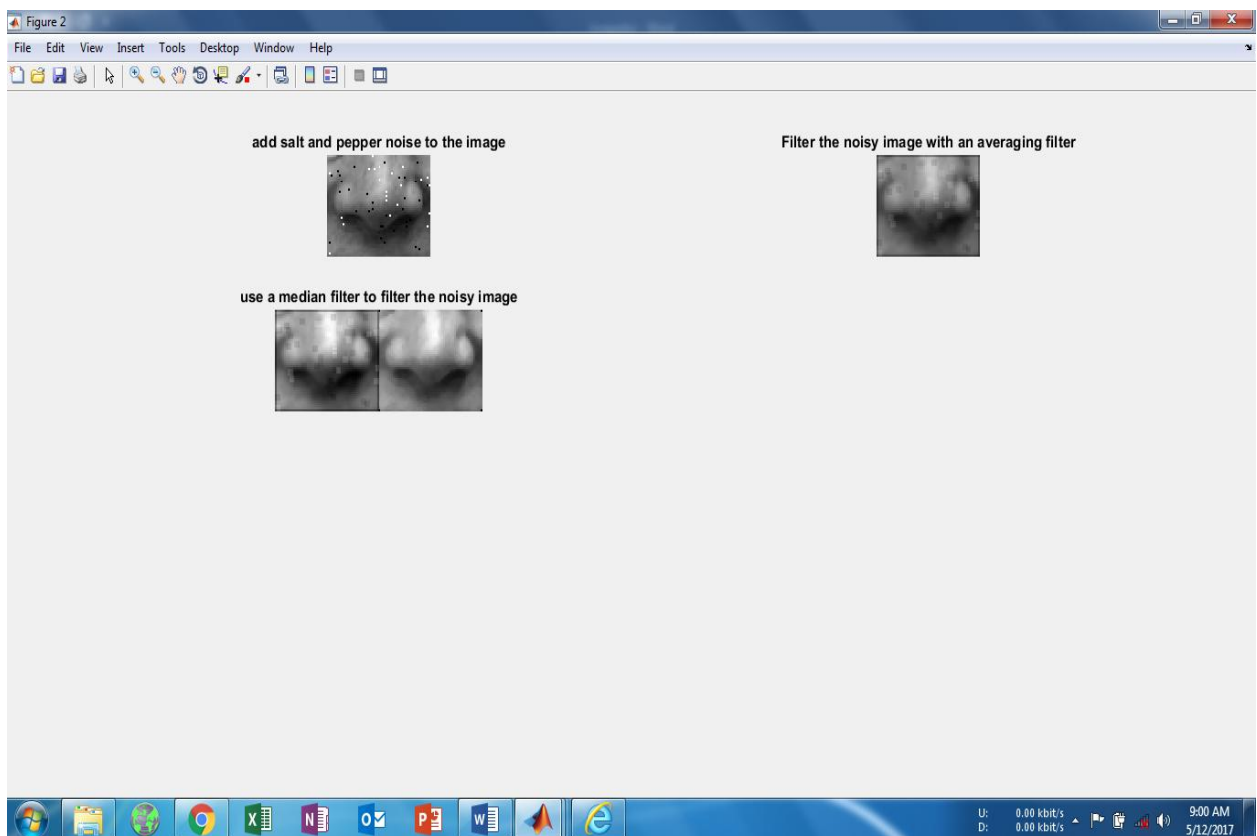 Figure 2
File Edit View Insert Tools Desktop Window Help
add salt and pepper noise to the image
Filter the noisy image with an averaging filter
use a median filter to filter the noisy image
U: 0.00 kbit/s
D: 0.00 kbit/s
9:00 AM
5/12/2017